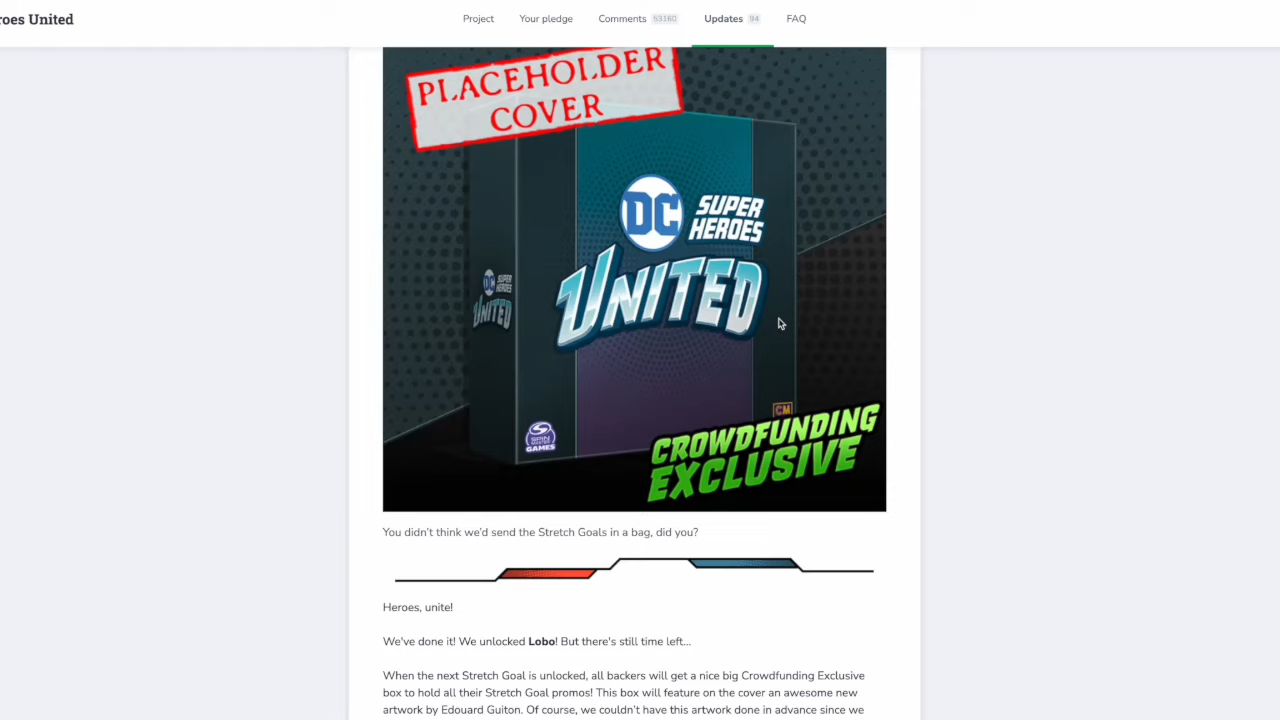 roes United
Project
Your pledge
Comments 53160
Updates 94
FAQ
PLACEHOLDER
COVER
DC
SUPER
HEROES
UNITED
DC
SUPER
HEROES
UNITED
SPIN
MASTER
GAMES
CM
CROWDFUNDING
EXCLUSIVE
You didn't think we'd send the Stretch Goals in a bag, did you?
Heroes, unite!
We've done it! We unlocked Lobo! But there's still time left...
When the next Stretch Goal is unlocked, all backers will get a nice big Crowdfunding Exclusive
box to hold all their Stretch Goal promos! This box will feature on the cover an awesome new
artwork by Edouard Guiton. Of course, we couldn't have this artwork done in advance since we